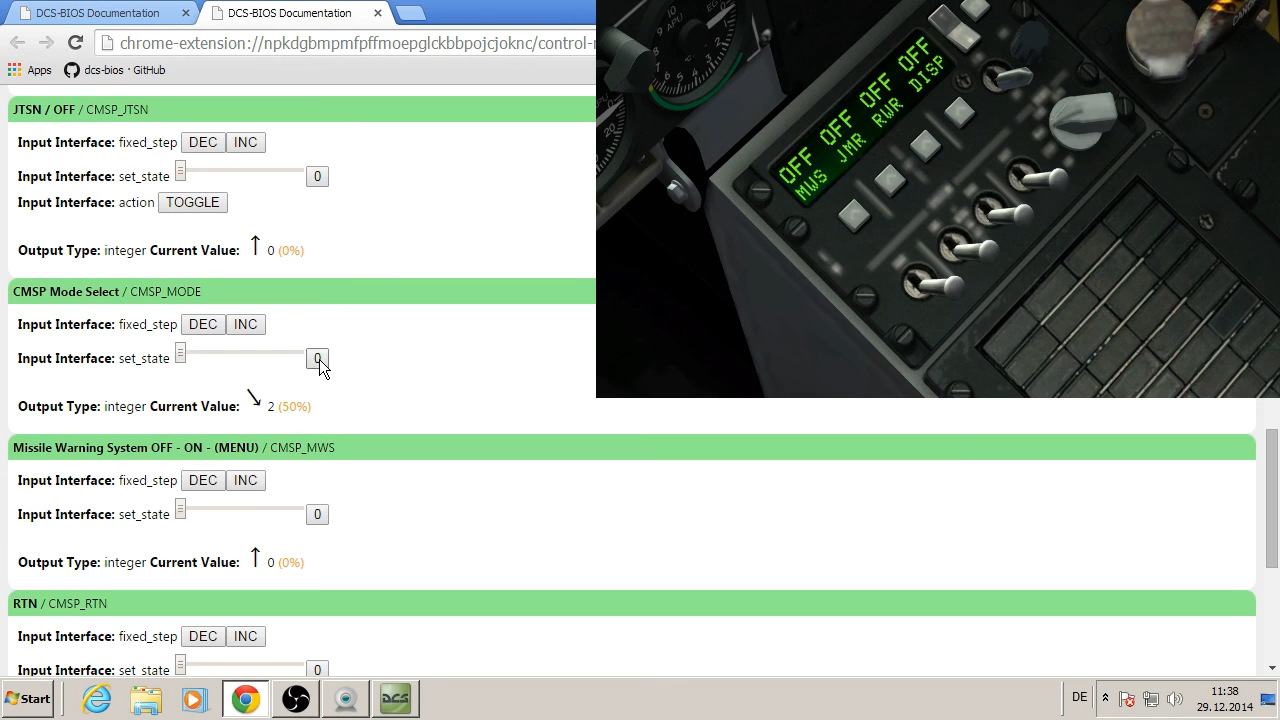 DCS-BIOS Documentation
DCS-BIOS Documentation
chrome-extension://npkdgbnmpmfpffmoepglckbbpojcjoknc/control-r
Apps dcs-bios · GitHub
JTSN / OFF / CMSP_JTSN
Input Interface: fixed_step DEC INC
Input Interface: set_state 0
Input Interface: action TOGGLE
Output Type: integer Current Value: ↑ 0 (0%)
CMSP Mode Select / CMSP_MODE
Input Interface: fixed_step DEC INC
Input Interface: set_state 0
Output Type: integer Current Value: ↘ 2 (50%)
Missile Warning System OFF - ON - (MENU) / CMSP_MWS
Input Interface: fixed_step DEC INC
Input Interface: set_state 0
Output Type: integer Current Value: ↑ 0 (0%)
RTN / CMSP_RTN
Input Interface: fixed_step DEC INC
Input Interface: set_state 0
OFF OFF OFF OFF
MWS JMR RWR DISP
Start
DCS
DE
11:38
29.12.2014